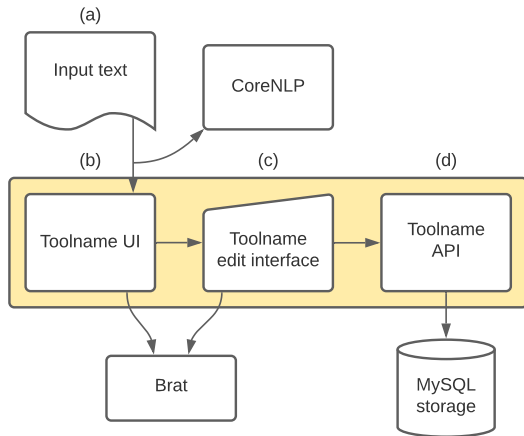 (a)
Input text
CoreNLP
(b)
(c)
(d)
Toolname UI
Toolname
edit interface
Toolname
API
Brat
MySQL
storage